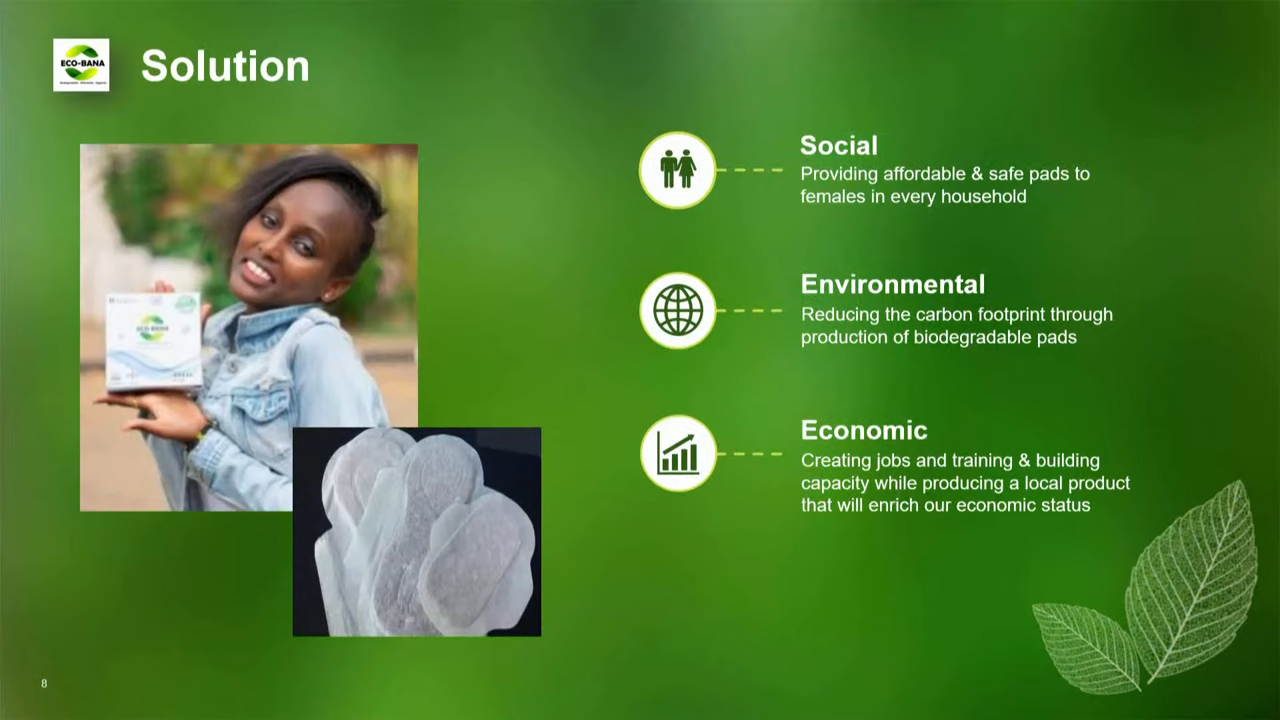 ECO-BANA
Solution
Social
Providing affordable & safe pads to
females in every household
Environmental
Reducing the carbon footprint through
production of biodegradable pads
Economic
Creating jobs and training & building
capacity while producing a local product
that will enrich our economic status
ECO-BANA
8